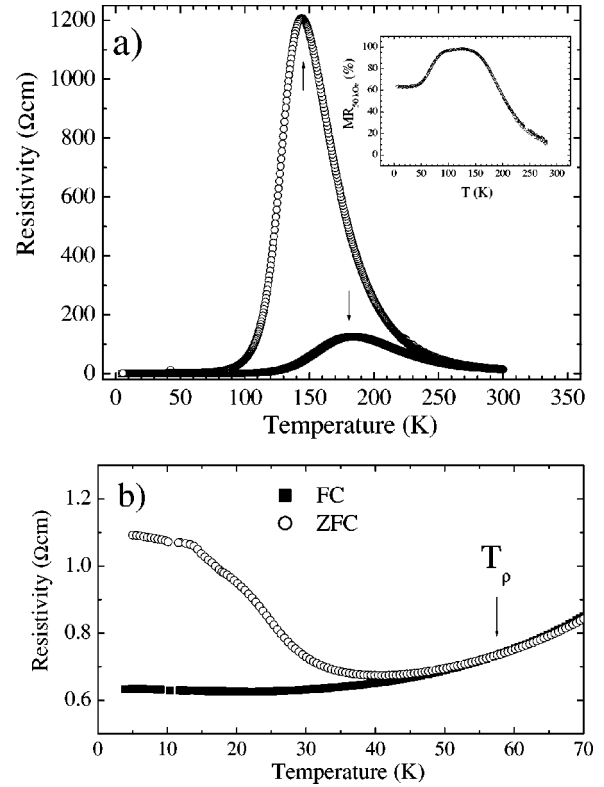 a)
Resistivity (Ωcm)
1200
1000
800
600
400
200
0
0 50 100 150 200 250 300 350
Temperature (K)
MR50 kOe (%)
100
80
60
40
20
0
0 50 100 150 200 250 300
T (K)
b)
FC
ZFC
Tρ
Resistivity (Ωcm)
1.2
1.0
0.8
0.6
0 10 20 30 40 50 60 70
Temperature (K)